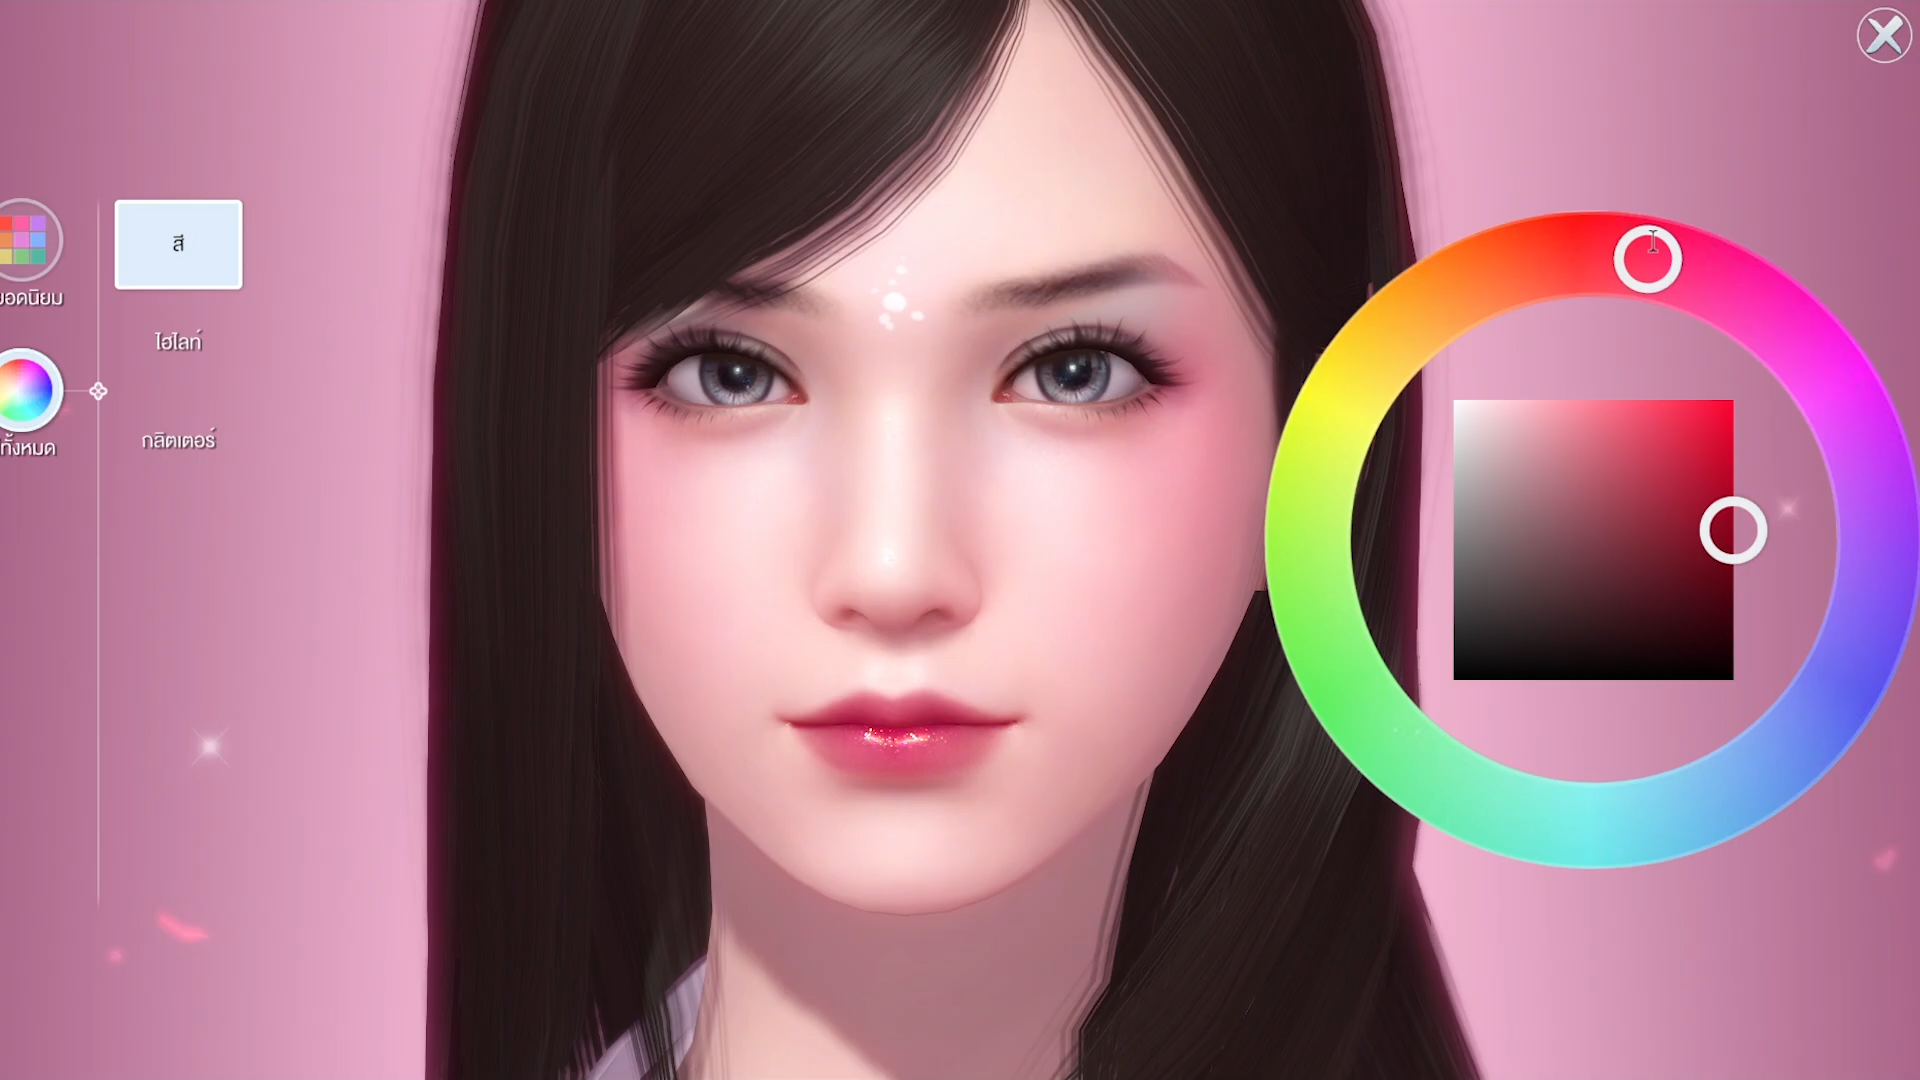 ยอดนิยม
ทั้งหมด
สี
ไฮไลท์
กลิตเตอร์